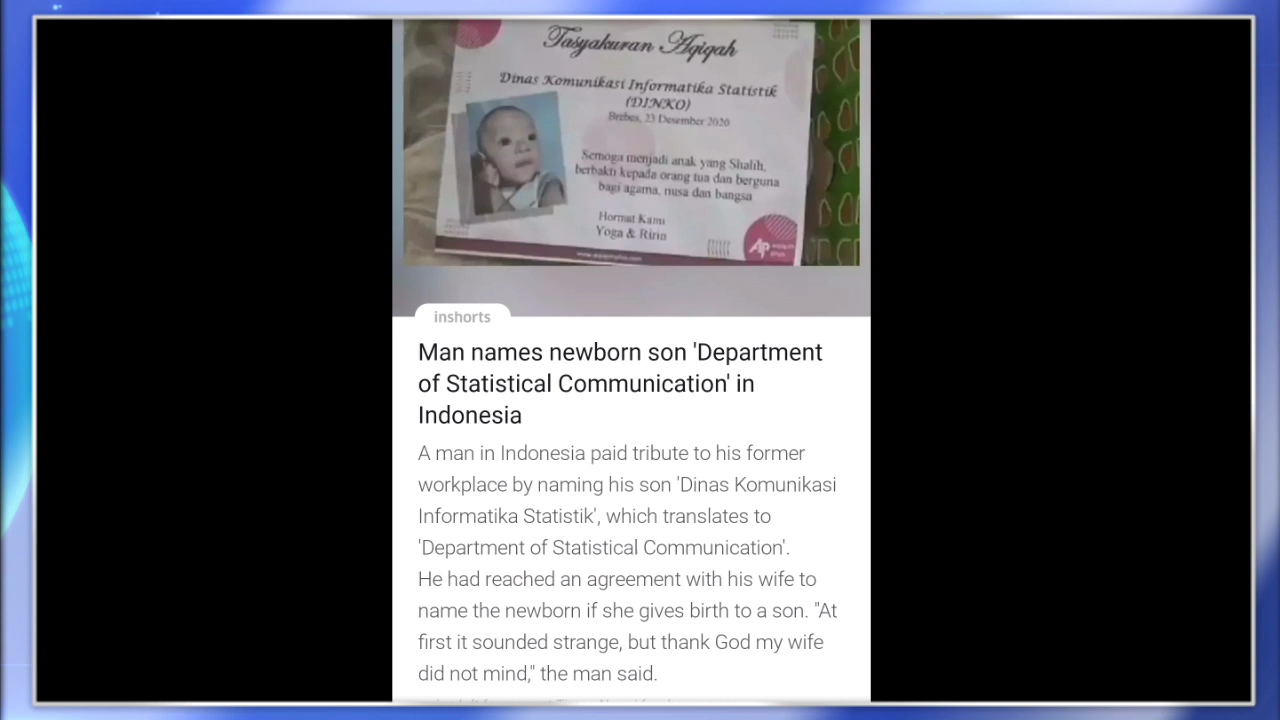 Tasyakuran Aqiqah
Dinas Komunikasi Informatika Statistik
(DINKO)
Brebes, 23 Desember 2020
Semoga menjadi anak yang Shalih,
berbakti kepada orang tua dan berguna
bagi agama, nusa dan bangsa
Hormat Kami
Yoga & Ririn
inshorts
Man names newborn son 'Department
of Statistical Communication' in
Indonesia
A man in Indonesia paid tribute to his former
workplace by naming his son 'Dinas Komunikasi
Informatika Statistik', which translates to
'Department of Statistical Communication'.
He had reached an agreement with his wife to
name the newborn if she gives birth to a son. "At
first it sounded strange, but thank God my wife
did not mind," the man said.